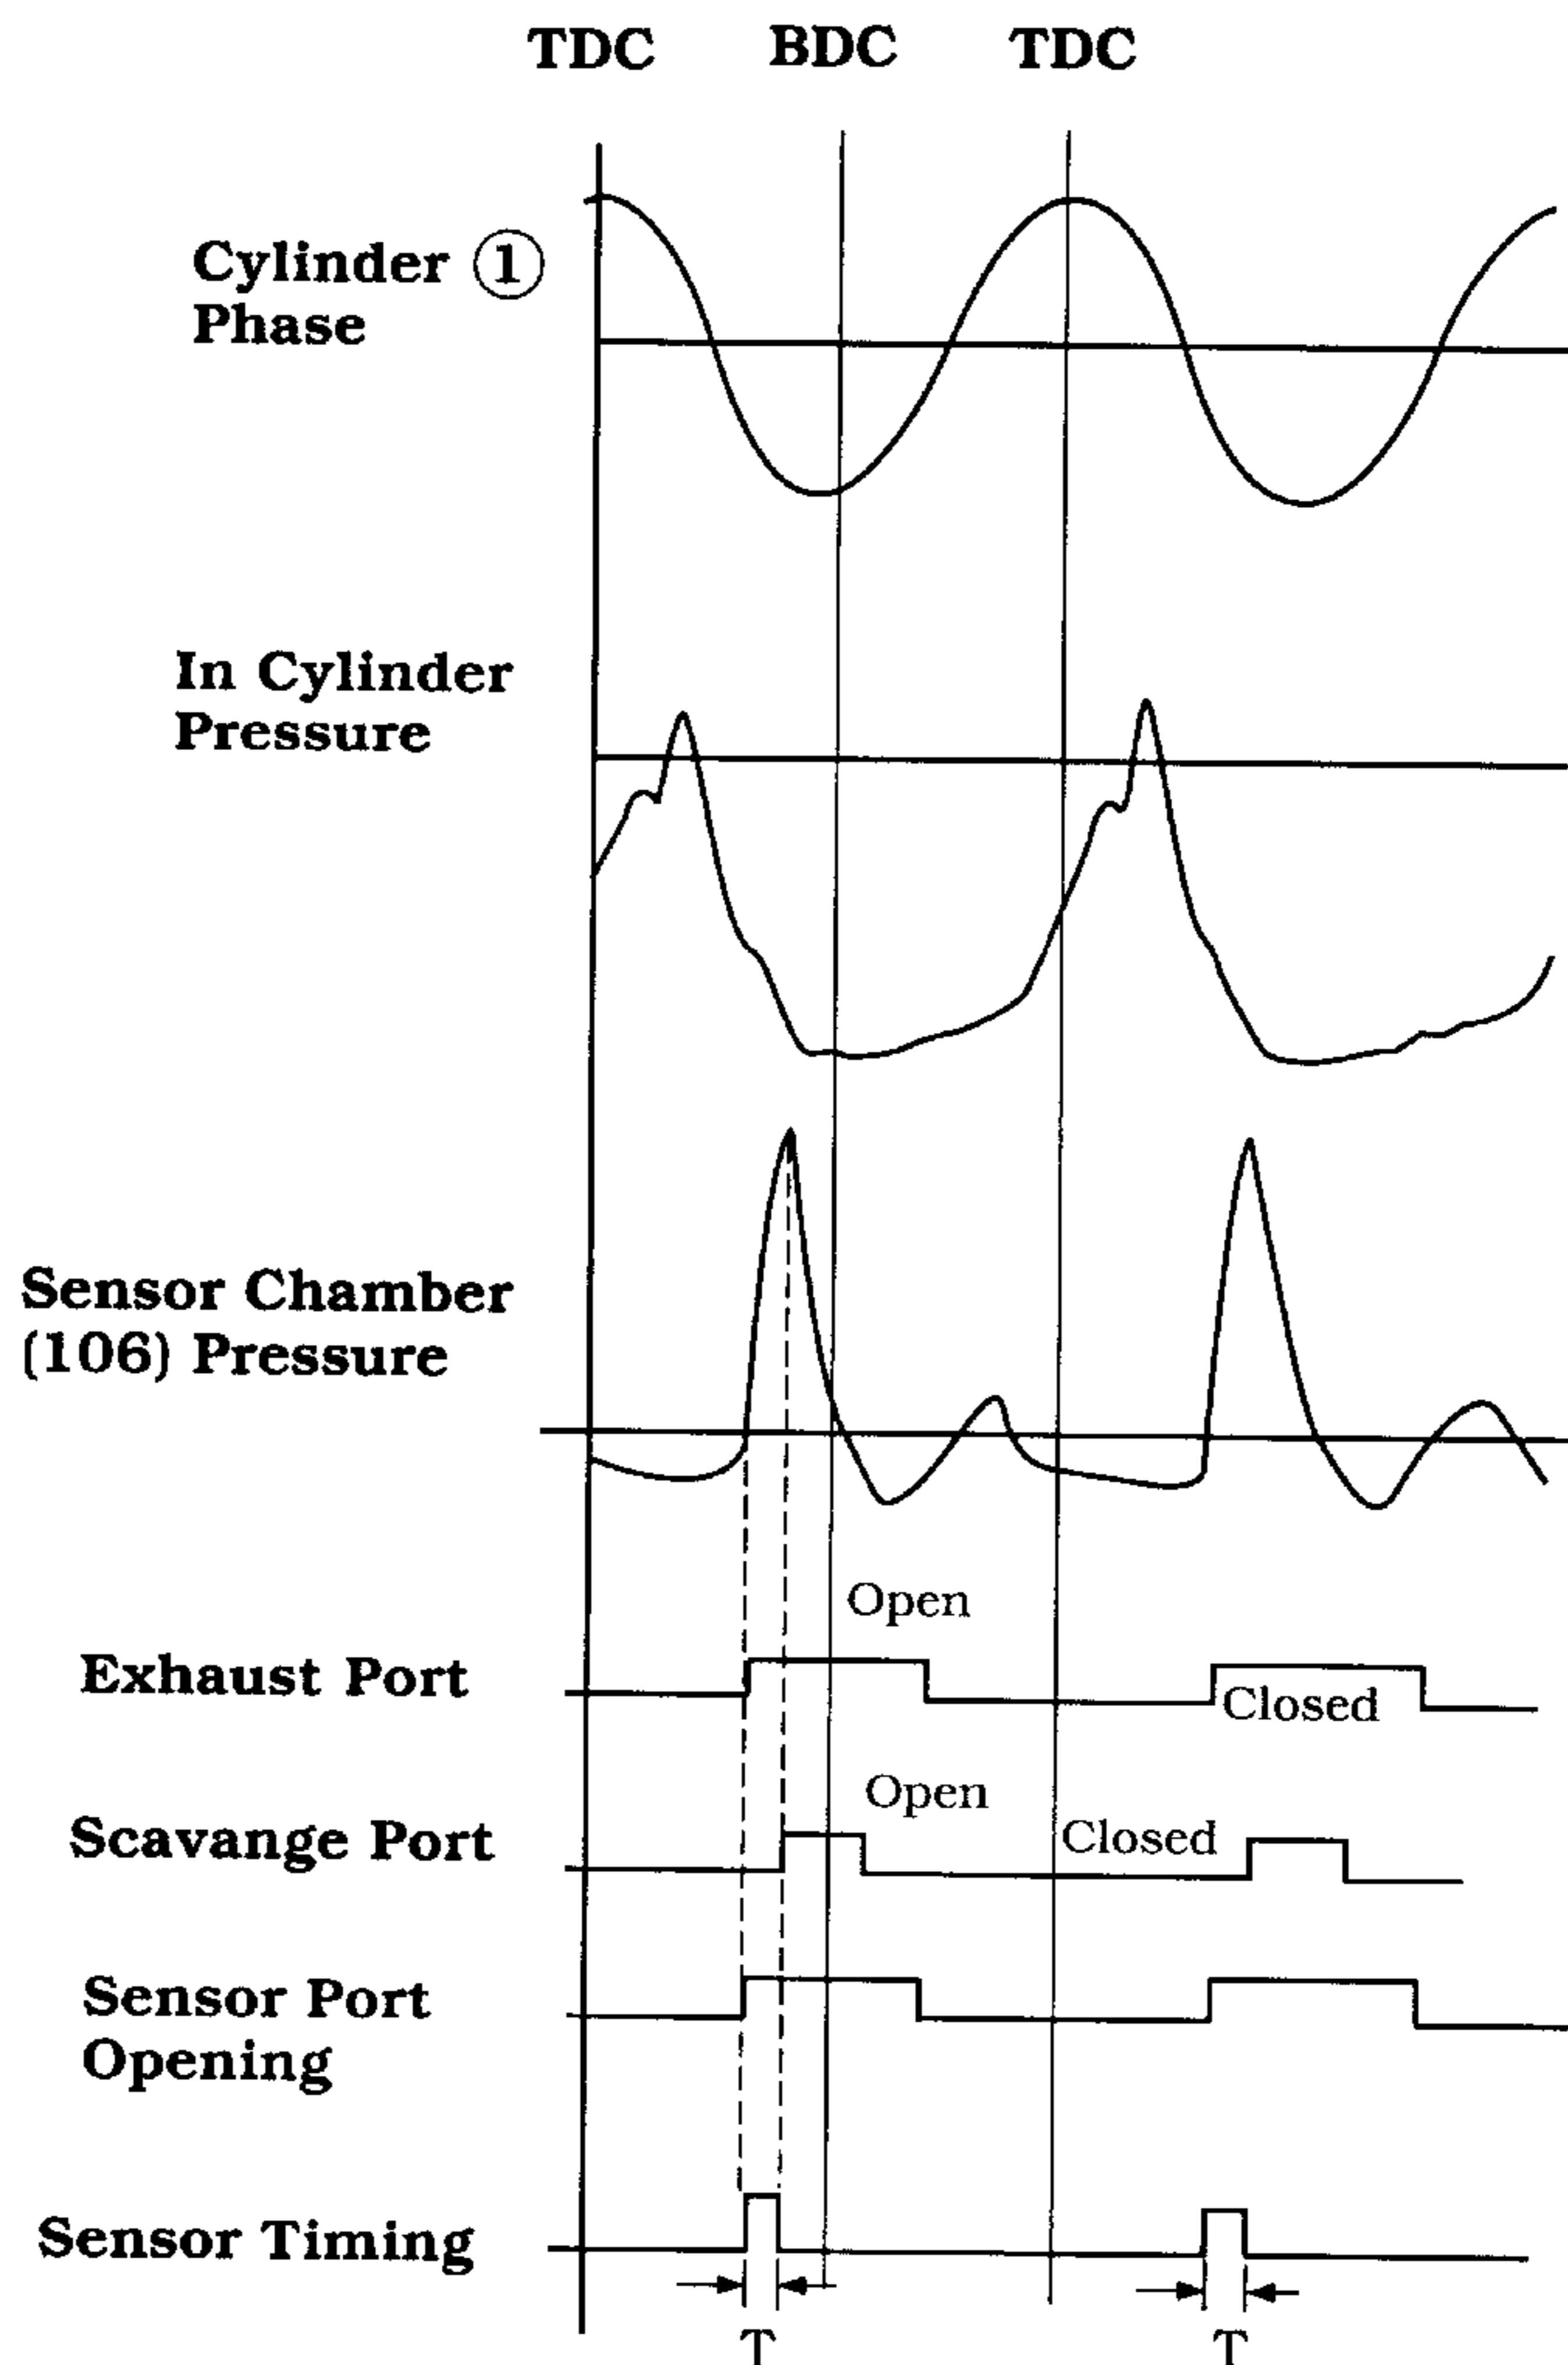 TDC BDC TDC
Cylinder ①
Phase
In Cylinder
Pressure
Sensor Chamber
(106) Pressure
Open
Exhaust Port
Closed
Open
Scavange Port
Closed
Sensor Port
Opening
Sensor Timing
T T